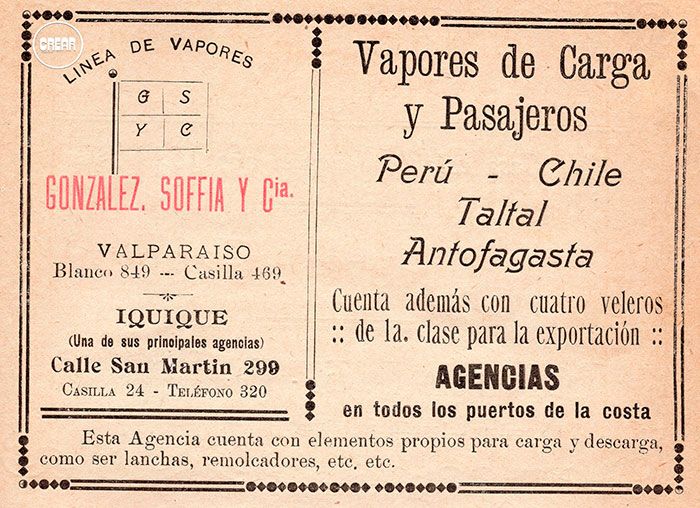 CREAR
LINEA DE VAPORES
G S
Y C
GONZALEZ, SOFFIA Y Cia.
VALPARAISO
Blanco 849 -- Casilla 469
IQUIQUE
(Una de sus principales agencias)
Calle San Martin 299
CASILLA 24 - TELÉFONO 320
Vapores de Carga
y Pasajeros
Perú - Chile
Taltal
Antofagasta
Cuenta además con cuatro veleros
:: de 1a. clase para la exportación ::
AGENCIAS
en todos los puertos de la costa
Esta Agencia cuenta con elementos propios para carga y descarga,
como ser lanchas, remolcadores, etc. etc.